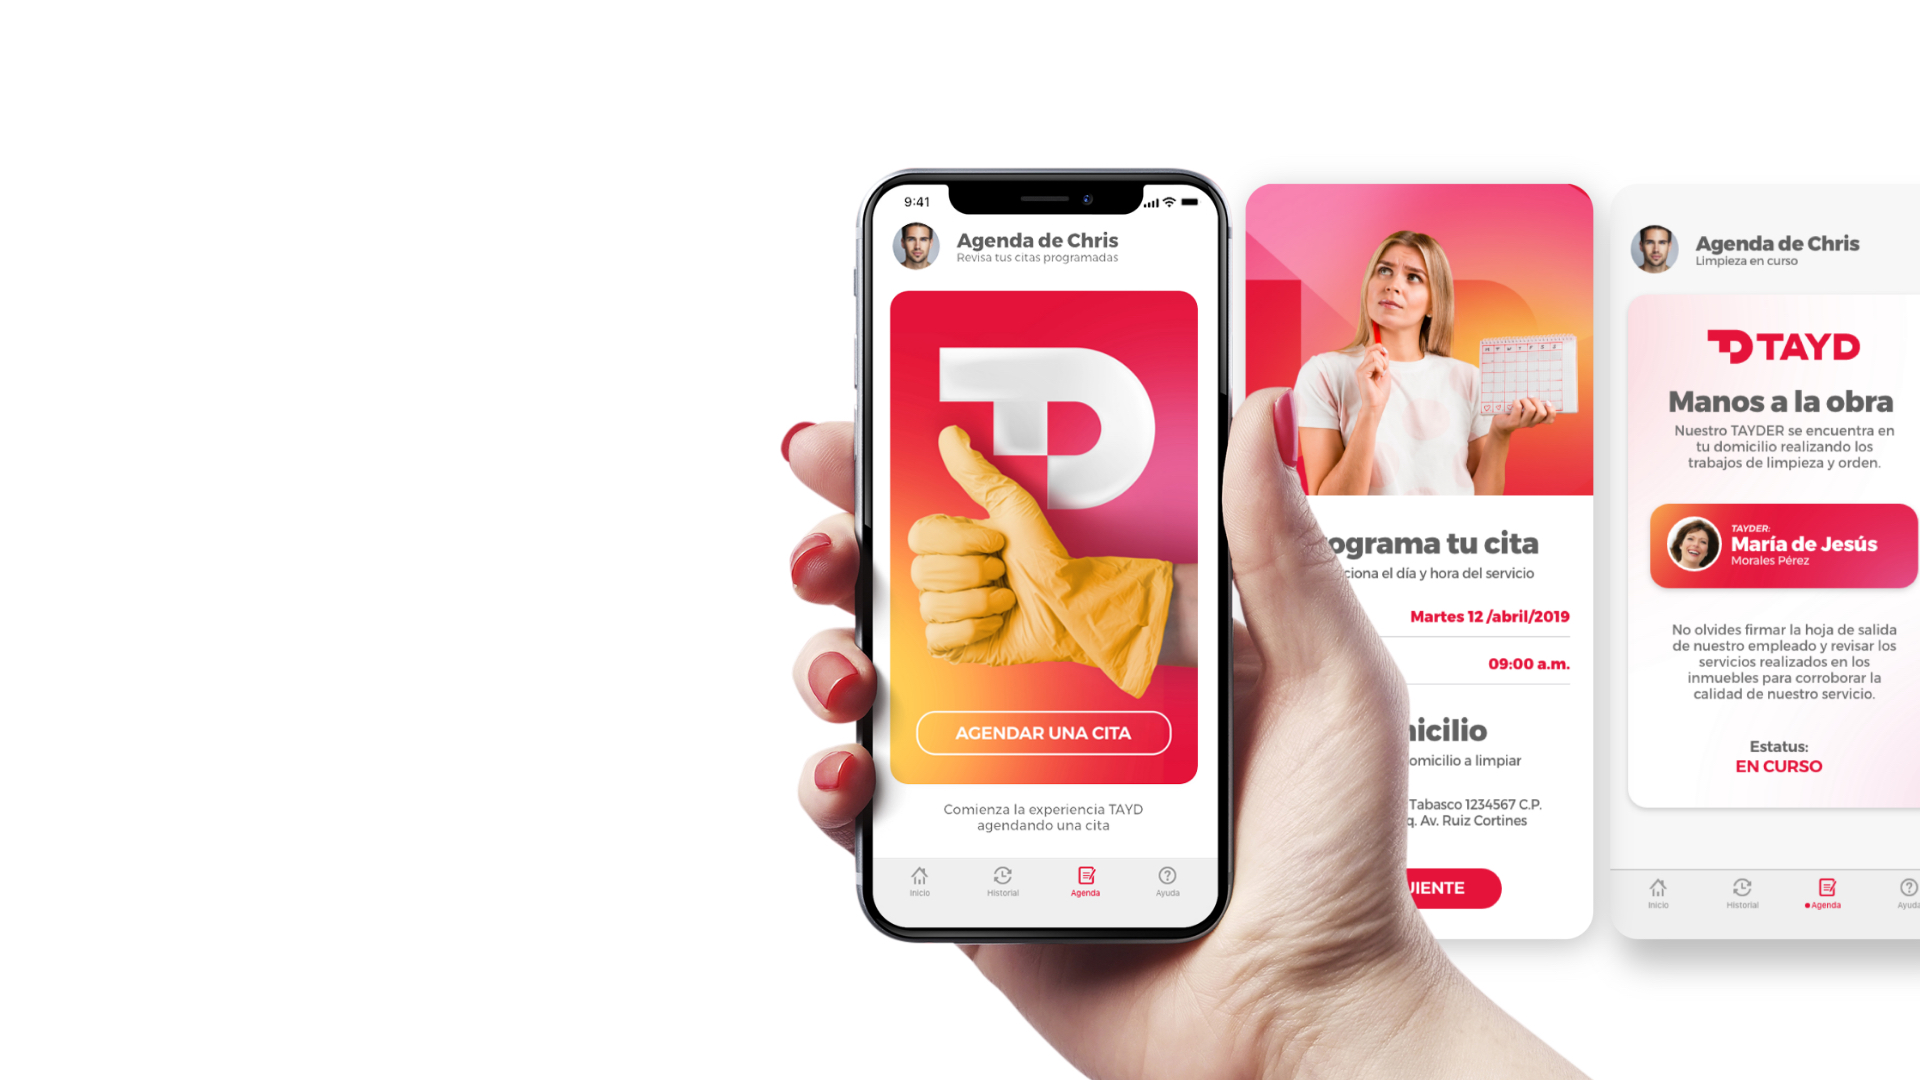 9:41
Agenda de Chris
Revisa tus citas programadas
AGENDAR UNA CITA
Comienza la experiencia TAYD
agendando una cita
Inicio
Historial
Agenda
Ayuda
ograma tu cita
ciona el día y hora del servicio
Martes 12 /abril/2019
09:00 a.m.
icilio
omicilio a limpiar
Tabasco 1234567 C.P.
q. Av. Ruiz Cortines
UIENTE
Agenda de Chris
Limpieza en curso
TAYD
Manos a la obra
Nuestro TAYDER se encuentra en
tu domicilio realizando los
trabajos de limpieza y orden.
TAYDER:
María de Jesús
Morales Pérez
No olvides firmar la hoja de salida
de nuestro empleado y revisar los
servicios realizados en los
inmuebles para corroborar la
calidad de nuestro servicio.
Estatus:
EN CURSO
Inicio
Historial
Agenda
Ayuda